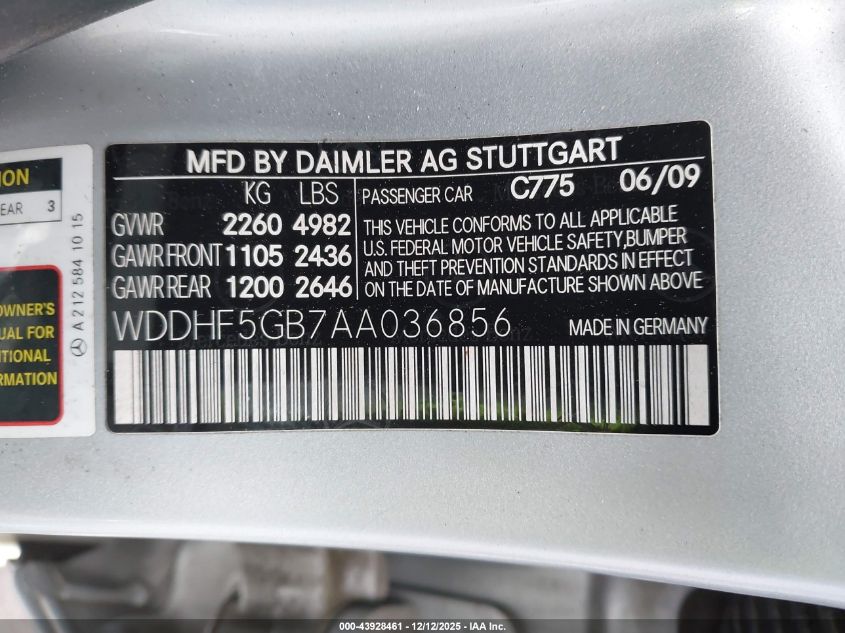 ION
EAR 3
OWNER'S
UAL FOR
ITIONAL
RMATION
A 212 584 10 15
MFD BY DAIMLER AG STUTTGART
KG LBS PASSENGER CAR C775 06/09
GVWR 2260 4982
GAWR FRONT 1105 2436
GAWR REAR 1200 2646
THIS VEHICLE CONFORMS TO ALL APPLICABLE
U.S. FEDERAL MOTOR VEHICLE SAFETY,BUMPER
AND THEFT PREVENTION STANDARDS IN EFFECT
ON THE DATE OF MANUFACTURE SHOWN ABOVE
WDDHF5GB7AA036856 MADE IN GERMANY
000-43928461 - 12/12/2025 - IAA Inc.